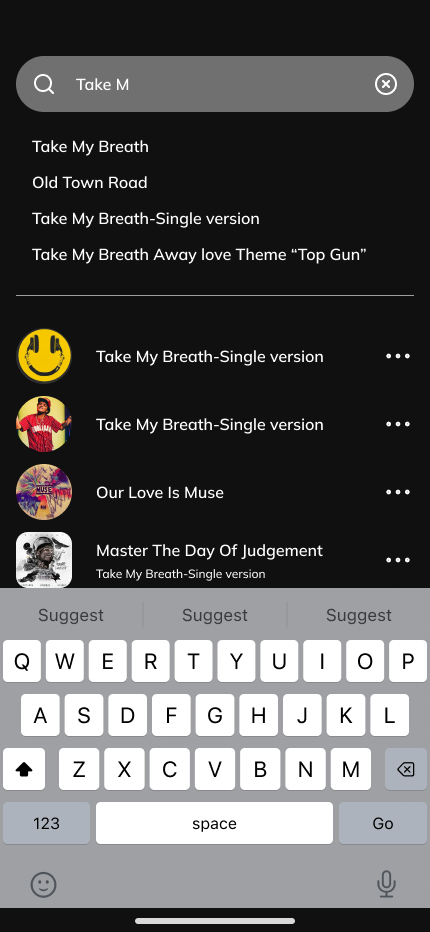 Take M
Take My Breath
Old Town Road
Take My Breath-Single version
Take My Breath Away love Theme “Top Gun”
Take My Breath-Single version
Take My Breath-Single version
MUSE
Our Love Is Muse
Master The Day Of Judgement
Take My Breath-Single version
Suggest Suggest Suggest
Q W E R T Y U I O P
A S D F G H J K L
Z X C V B N M
123 space Go